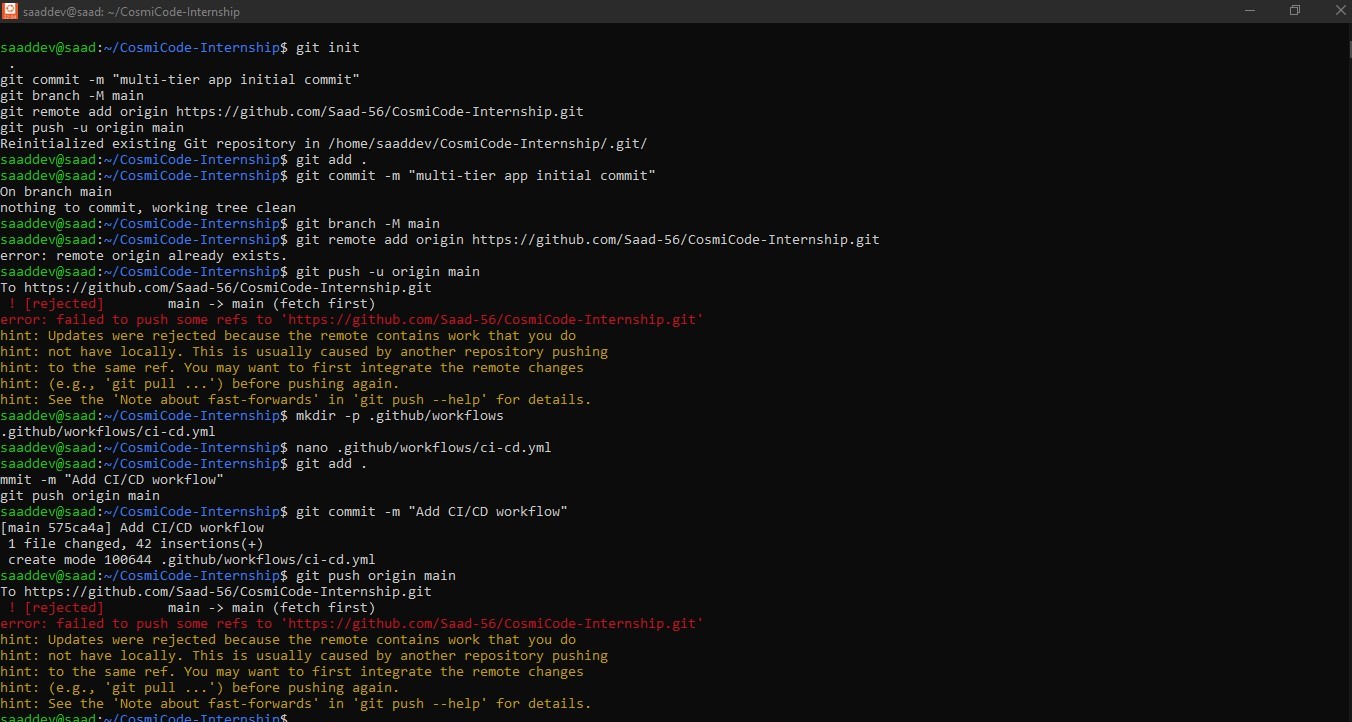 saaddev@saad: ~/CosmiCode-Internship
saaddev@saad:~/CosmiCode-Internship$ git init
 .
git commit -m "multi-tier app initial commit"
git branch -M main
git remote add origin https://github.com/Saad-56/CosmiCode-Internship.git
git push -u origin main
Reinitialized existing Git repository in /home/saaddev/CosmiCode-Internship/.git/
saaddev@saad:~/CosmiCode-Internship$ git add .
saaddev@saad:~/CosmiCode-Internship$ git commit -m "multi-tier app initial commit"
On branch main
nothing to commit, working tree clean
saaddev@saad:~/CosmiCode-Internship$ git branch -M main
saaddev@saad:~/CosmiCode-Internship$ git remote add origin https://github.com/Saad-56/CosmiCode-Internship.git
error: remote origin already exists.
saaddev@saad:~/CosmiCode-Internship$ git push -u origin main
To https://github.com/Saad-56/CosmiCode-Internship.git
 ! [rejected]        main -> main (fetch first)
error: failed to push some refs to 'https://github.com/Saad-56/CosmiCode-Internship.git'
hint: Updates were rejected because the remote contains work that you do
hint: not have locally. This is usually caused by another repository pushing
hint: to the same ref. You may want to first integrate the remote changes
hint: (e.g., 'git pull ...') before pushing again.
hint: See the 'Note about fast-forwards' in 'git push --help' for details.
saaddev@saad:~/CosmiCode-Internship$ mkdir -p .github/workflows
.github/workflows/ci-cd.yml
saaddev@saad:~/CosmiCode-Internship$ nano .github/workflows/ci-cd.yml
saaddev@saad:~/CosmiCode-Internship$ git add .
mmit -m "Add CI/CD workflow"
git push origin main
saaddev@saad:~/CosmiCode-Internship$ git commit -m "Add CI/CD workflow"
[main 575ca4a] Add CI/CD workflow
 1 file changed, 42 insertions(+)
 create mode 100644 .github/workflows/ci-cd.yml
saaddev@saad:~/CosmiCode-Internship$ git push origin main
To https://github.com/Saad-56/CosmiCode-Internship.git
 ! [rejected]        main -> main (fetch first)
error: failed to push some refs to 'https://github.com/Saad-56/CosmiCode-Internship.git'
hint: Updates were rejected because the remote contains work that you do
hint: not have locally. This is usually caused by another repository pushing
hint: to the same ref. You may want to first integrate the remote changes
hint: (e.g., 'git pull ...') before pushing again.
hint: See the 'Note about fast-forwards' in 'git push --help' for details.
saaddev@saad:~/CosmiCode-Internship$